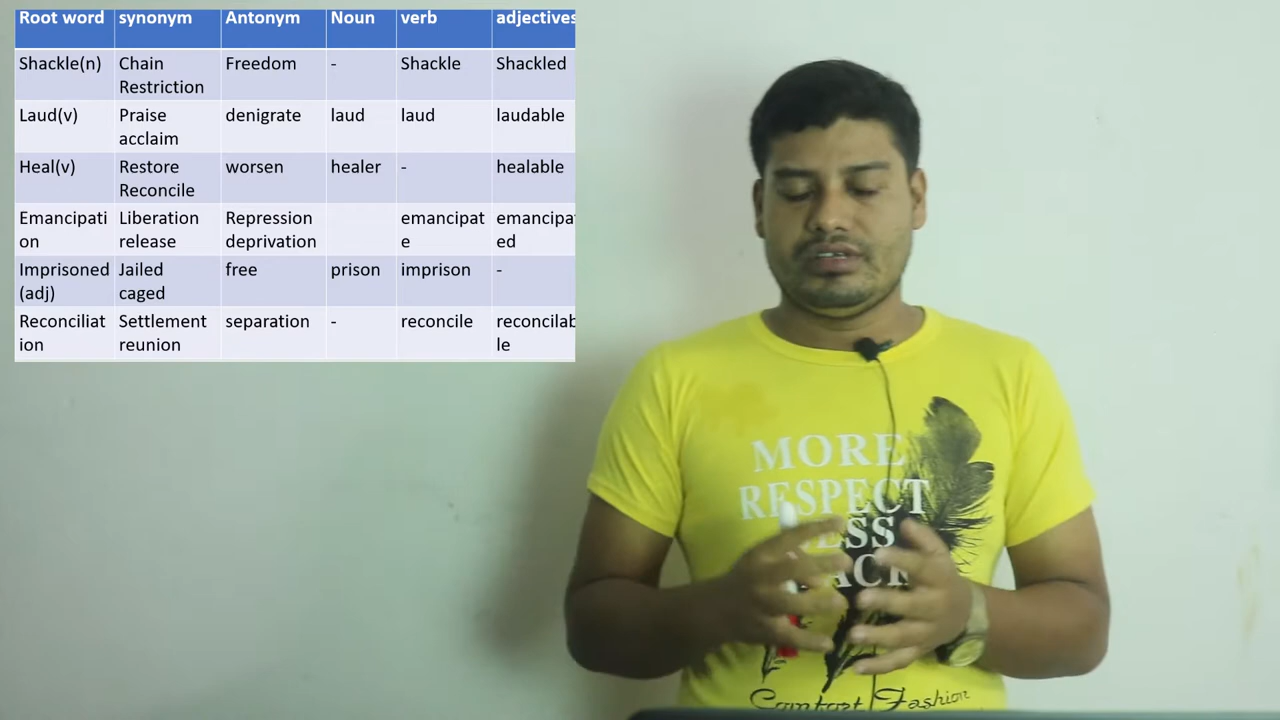 Root word synonym Antonym Noun verb adjectives
Shackle(n) Chain Freedom - Shackle Shackled
Restriction
Laud(v) Praise denigrate laud laud laudable
acclaim
Heal(v) Restore worsen healer - healable
Reconcile
Emancipati Liberation Repression emancipat emancipat
on release deprivation e ed
Imprisoned Jailed free prison imprison -
(adj) caged
Reconciliat Settlement separation - reconcile reconcilab
ion reunion le
MORE
RESPECT
Comfort Fashion